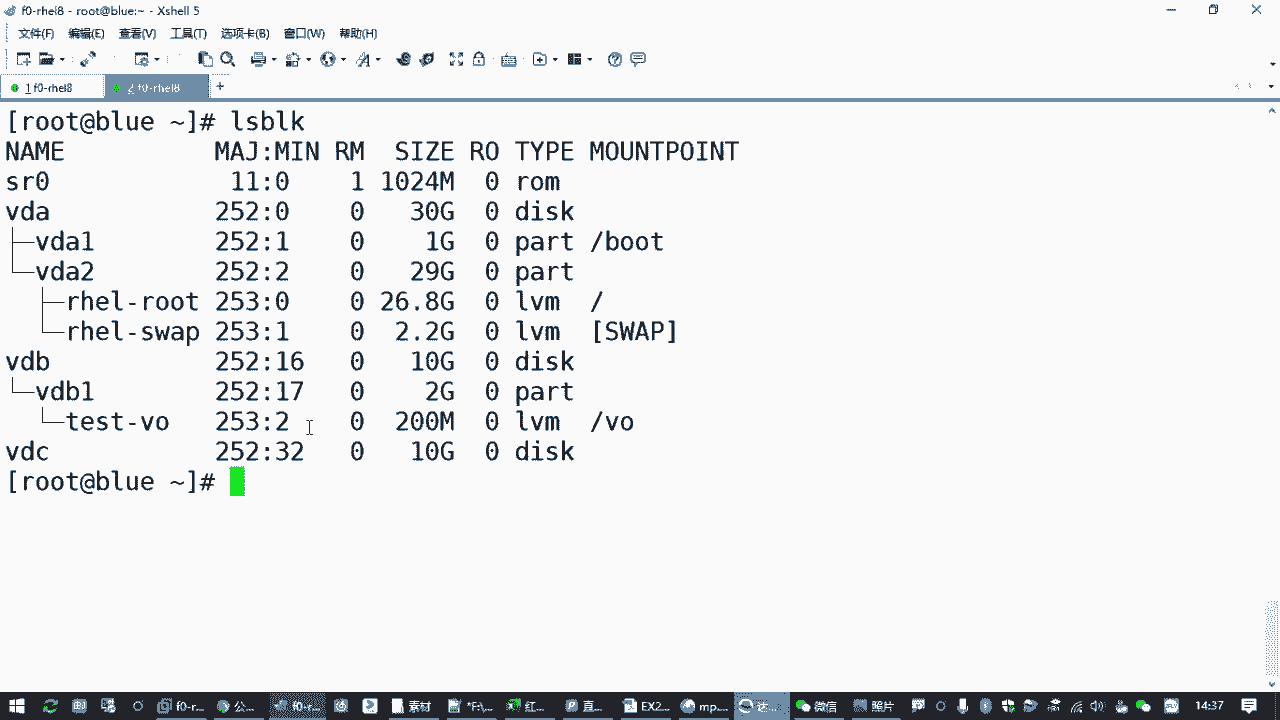 f0-rhel8 - root@blue:~ - Xshell 5
文件(F) 编辑(E) 查看(V) 工具(T) 选项卡(B) 窗口(W) 帮助(H)
1 f0-rhel8 2 f0-rhel8 +
[root@blue ~]# lsblk
NAME MAJ:MIN RM SIZE RO TYPE MOUNTPOINT
sr0 11:0 1 1024M 0 rom
vda 252:0 0 30G 0 disk
├─vda1 252:1 0 1G 0 part /boot
└─vda2 252:2 0 29G 0 part
├─rhel-root 253:0 0 26.8G 0 lvm /
└─rhel-swap 253:1 0 2.2G 0 lvm [SWAP]
vdb 252:16 0 10G 0 disk
└─vdb1 252:17 0 2G 0 part
└─test-vo 253:2 0 200M 0 lvm /vo
vdc 252:32 0 10G 0 disk
[root@blue ~]#
f0-r... 公... f0-r... 素材 红... 直... EX2... mp... 微信 照片 14:37